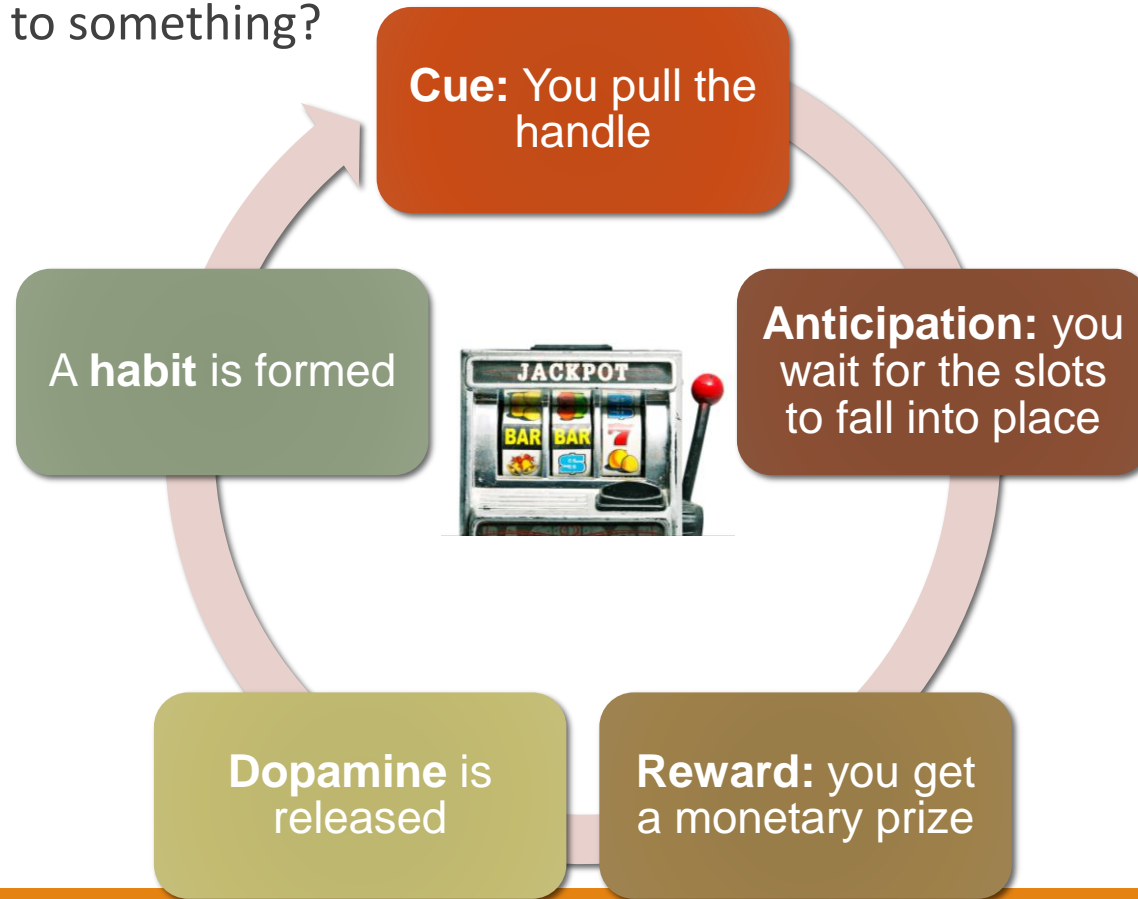 to something?
Cue: You pull the
handle
Anticipation: you
wait for the slots
to fall into place
Reward: you get
a monetary prize
Dopamine is
released
A habit is formed
JACKPOT
BAR BAR 7